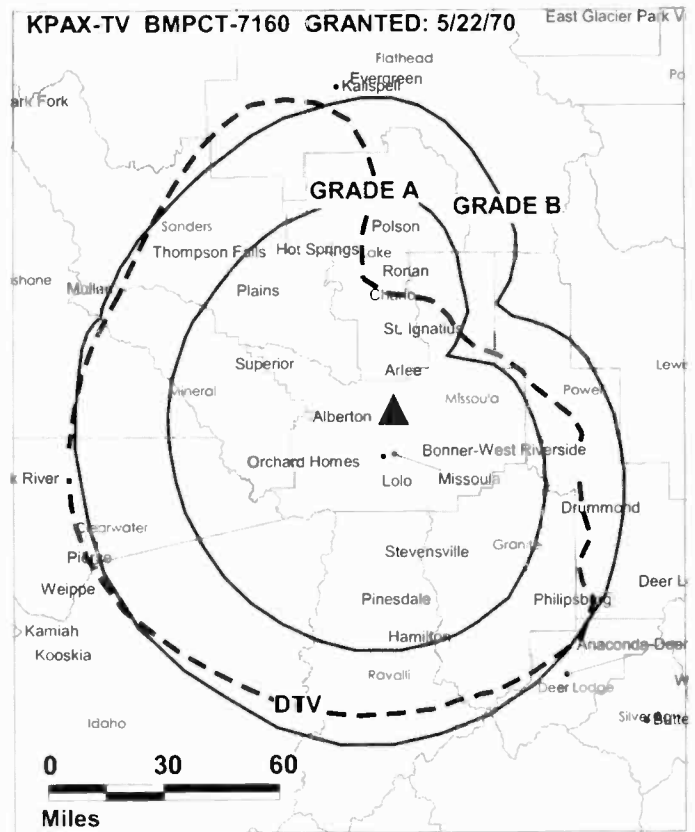 KPAX-TV BMPCT-7160 GRANTED: 5/22/70
East Glacier Park V
Flathead
Evergreen
Kalispell
Po
ark Fork
GRADE A
GRADE B
Sanders
Polson
Thompson Falls
Hot Springs
Lake
Ronan
shane
Mullan
Plains
Charlo
St. Ignatius
Superior
Arlee
Lewi
Mineral
Missoula
Powell
Alberton
Bonner-West Riverside
Orchard Homes
k River
Lolo
Missoula
Drummond
Clearwater
Granite
Pierce
Stevensville
Deer L
Weippe
Pinesdale
Philipsburg
Kamiah
Hamilton
Anaconda-Deer
Kooskia
Ravalli
Deer Lodge
W
DTV
Idaho
Silver Bow
Butte
0 30 60
Miles